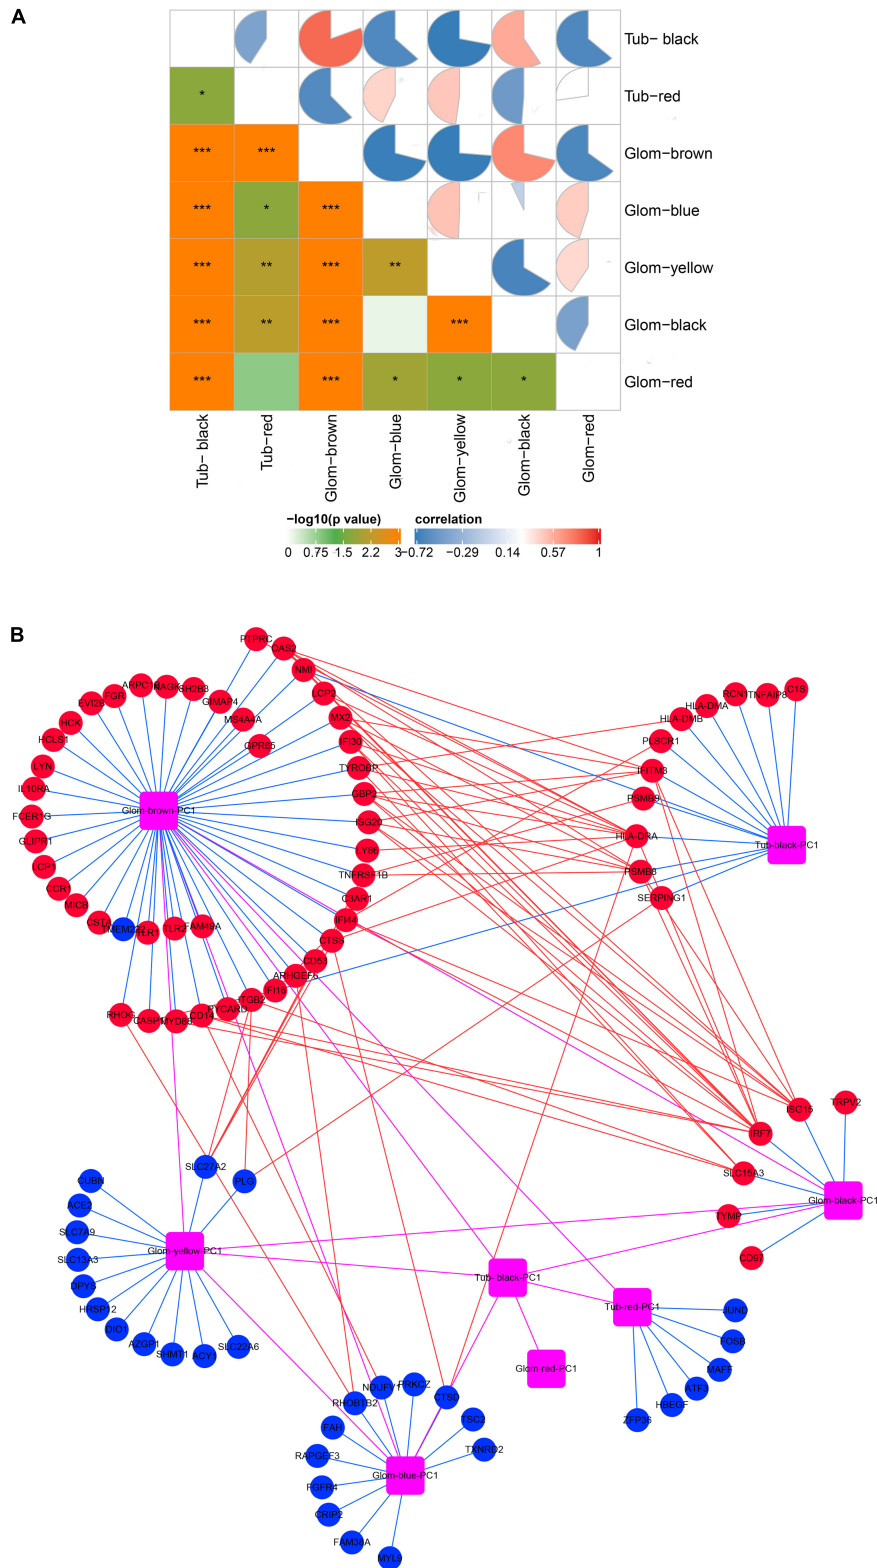 A
Tub− black
*
Tub−red
*** ***
Glom−brown
*** * ***
Glom−blue
*** ** *** **
Glom−yellow
*** ** *** ***
Glom−black
*** *** * * *
Glom−red
Tub− black
Tub−red
Glom−brown
Glom−blue
Glom−yellow
Glom−black
Glom−red
−log10(p value) correlation
0 0.75 1.5 2.2 3 −0.72 −0.29 0.14 0.57 1
B
PTPRC
OAS2
NMI
LCP2
MX2
IFI30
TYROBP
GBP2
ISG20
LY86
TNFRSF1B
C3AR1
IFI44
CTSS
CD53
ARHGEF6
IFI16
ITGB2
PYCARD
CD14
MYD88
CASP1
RHOG
ARPC1B
NAGK
SH2B3
FGR
EVI2B
HCK
HCLS1
LYN
IL10RA
FCER1G
GLIPR1
LCP1
CCR1
MICB
CSTA
TLR1
TLR2
FAM49A
GIMAP4
MS4A4A
GPR65
Glom-brown-PC1
C1S
TNFAIP8
RCN1
HLA-DMA
HLA-DMB
PLSCR1
IFITM3
PSMB9
HLA-DRA
PSMB8
SERPING1
Tub-black-PC1
TRPV2
ISG15
IRF7
SLC15A3
TYMP
CD97
Glom-black-PC1
SLC27A2
PLG
CUBN
ACE2
SLC7A9
SLC13A3
DPYS
HRSP12
DIO1
AZGP1
SHMT1
ACY1
SLC22A6
Glom-yellow-PC1
Tub- black-PC1
Tub-red-PC1
Glom-red-PC1
JUND
FOSB
MAFF
ATF3
HBEGF
ZFP36
NDUFV1
PRKCZ
CTSD
RHOBTB2
TSC2
FAH
TXNRD2
RAPGEF3
FGFR4
CRIP2
FAM38A
MYL9
Glom-blue-PC1